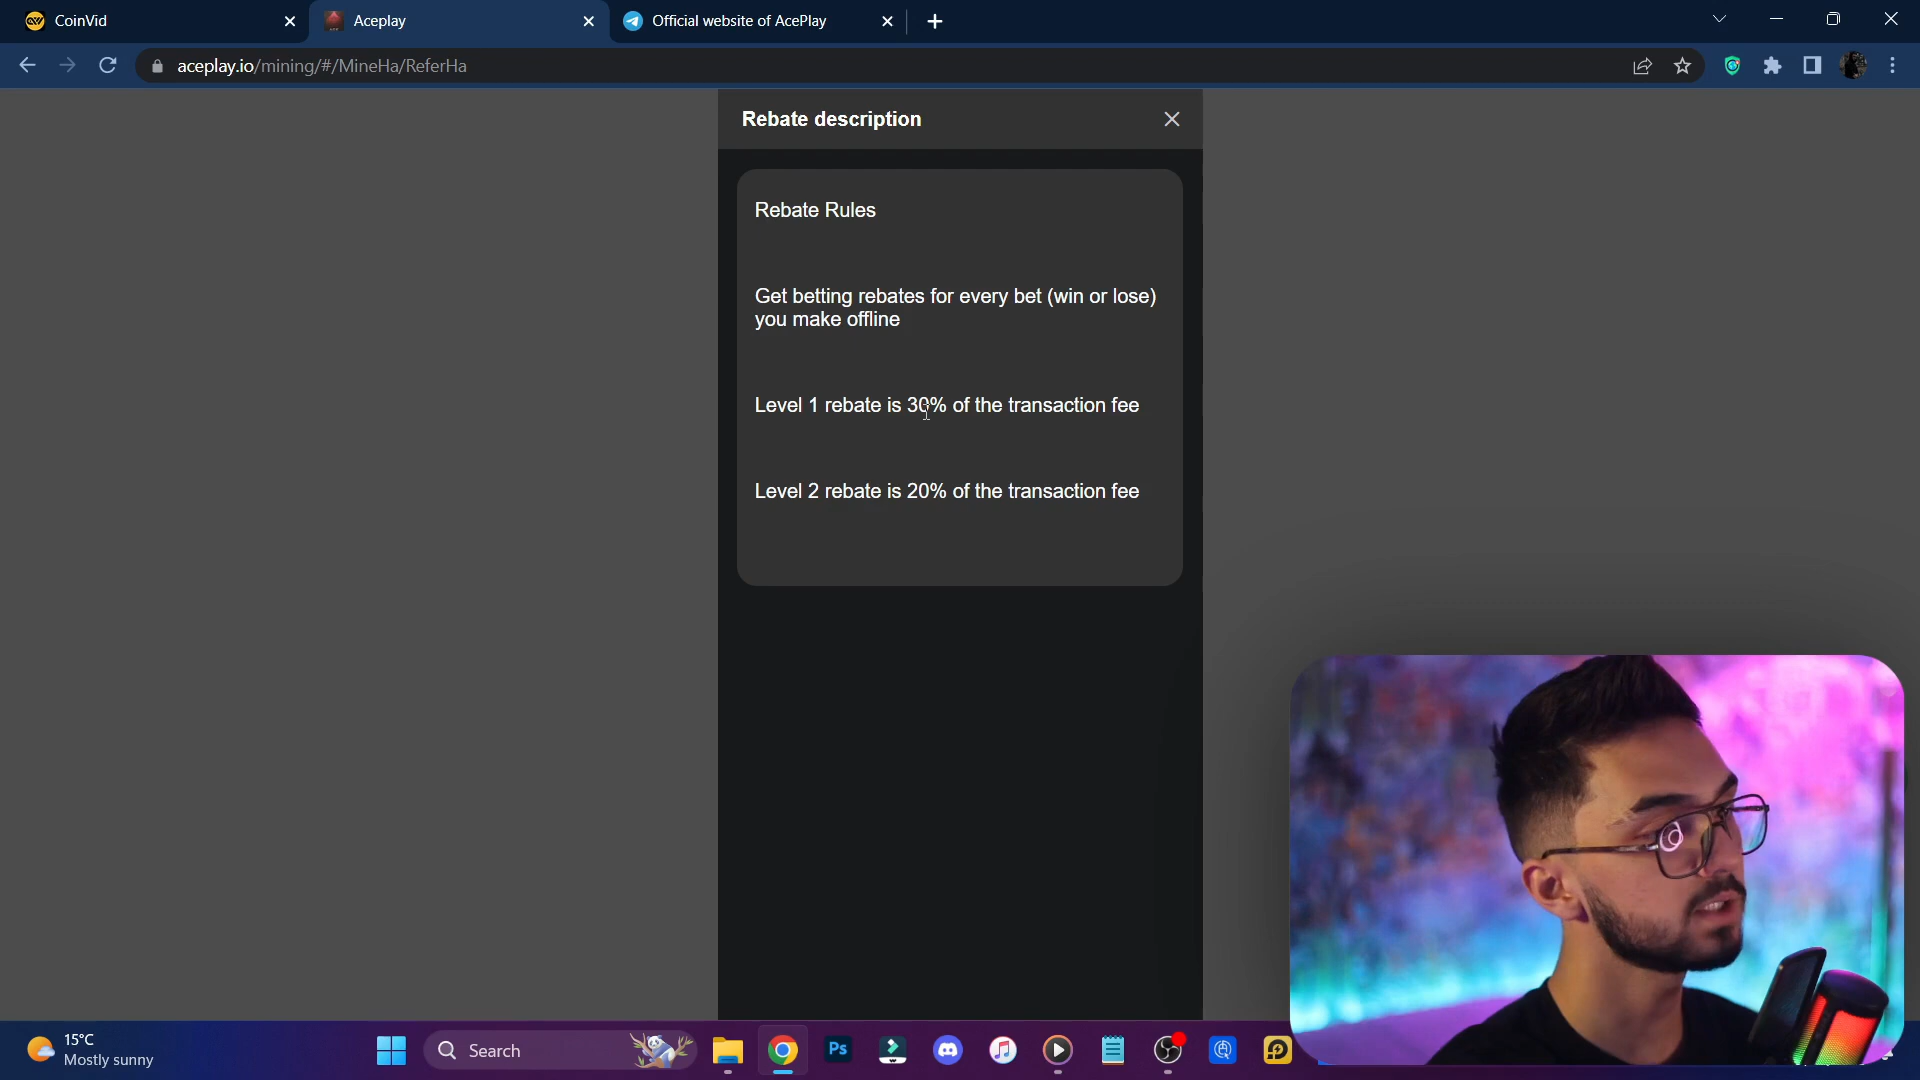 CoinVid
Aceplay
Official website of AcePlay
aceplay.io/mining/#/MineHa/ReferHa
Rebate description
Rebate Rules
Get betting rebates for every bet (win or lose)
you make offline
Level 1 rebate is 30% of the transaction fee
Level 2 rebate is 20% of the transaction fee
15°C
Mostly sunny
Search
Ps